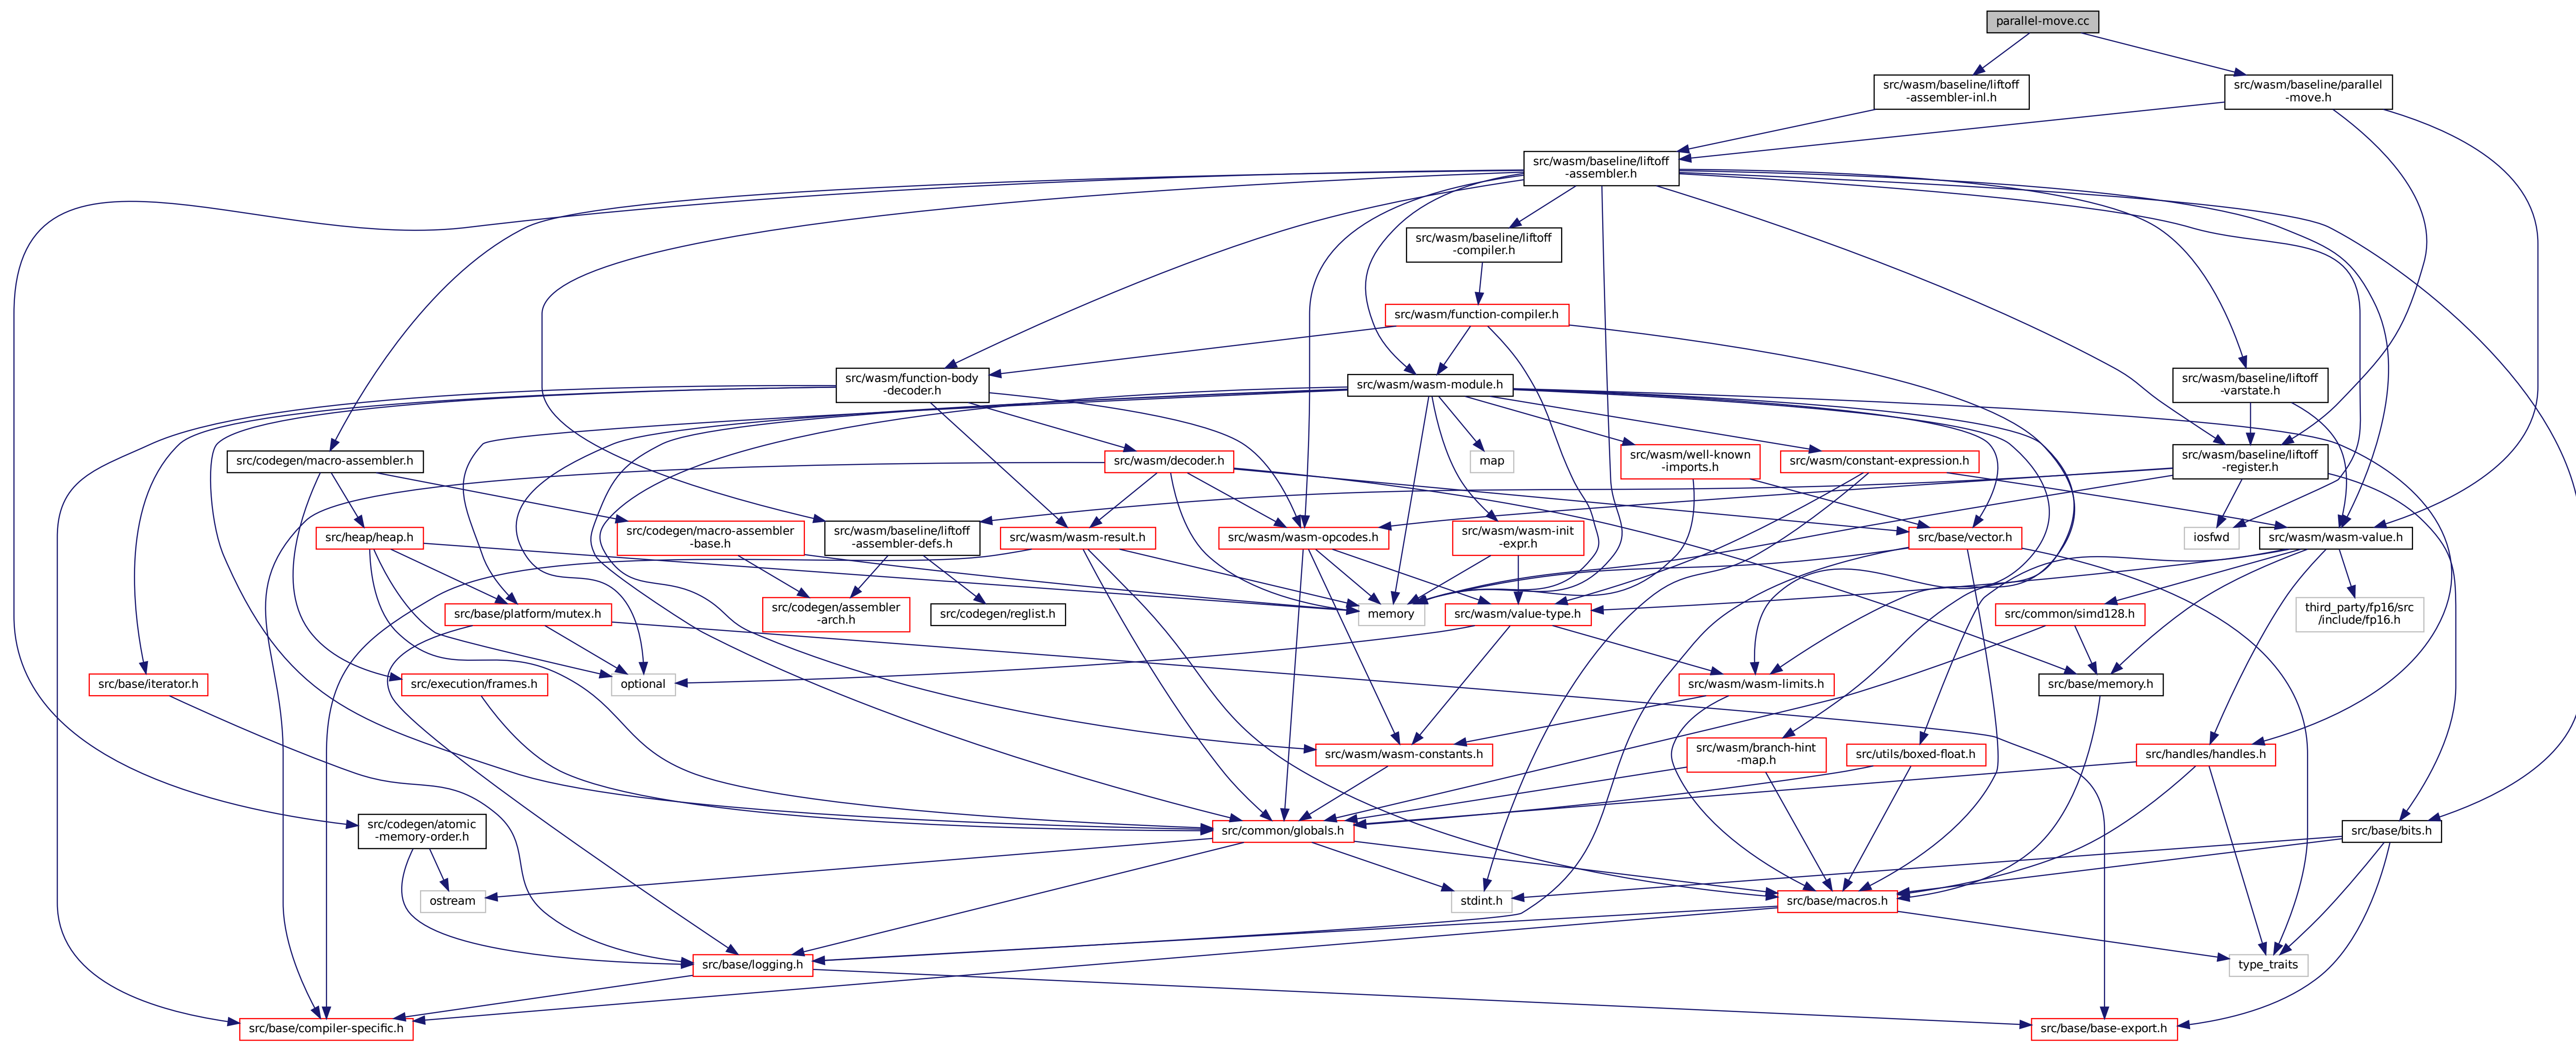 parallel-move.cc
src/wasm/baseline/liftoff
-assembler-inl.h
src/wasm/baseline/parallel
-move.h
src/wasm/baseline/liftoff
-assembler.h
src/wasm/baseline/liftoff
-compiler.h
src/wasm/function-compiler.h
src/wasm/function-body
-decoder.h
src/wasm/wasm-module.h
src/wasm/baseline/liftoff
-varstate.h
src/codegen/macro-assembler.h
src/wasm/decoder.h
map
src/wasm/well-known
-imports.h
src/wasm/constant-expression.h
src/wasm/baseline/liftoff
-register.h
src/heap/heap.h
src/codegen/macro-assembler
-base.h
src/wasm/baseline/liftoff
-assembler-defs.h
src/wasm/wasm-result.h
src/wasm/wasm-opcodes.h
src/wasm/wasm-init
-expr.h
src/base/vector.h
iosfwd
src/wasm/wasm-value.h
src/base/platform/mutex.h
src/codegen/assembler
-arch.h
src/codegen/reglist.h
memory
src/wasm/value-type.h
src/common/simd128.h
third_party/fp16/src
/include/fp16.h
src/base/iterator.h
src/execution/frames.h
optional
src/wasm/wasm-limits.h
src/base/memory.h
src/wasm/wasm-constants.h
src/wasm/branch-hint
-map.h
src/utils/boxed-float.h
src/handles/handles.h
src/codegen/atomic
-memory-order.h
src/common/globals.h
src/base/bits.h
ostream
stdint.h
src/base/macros.h
src/base/logging.h
type_traits
src/base/compiler-specific.h
src/base/base-export.h